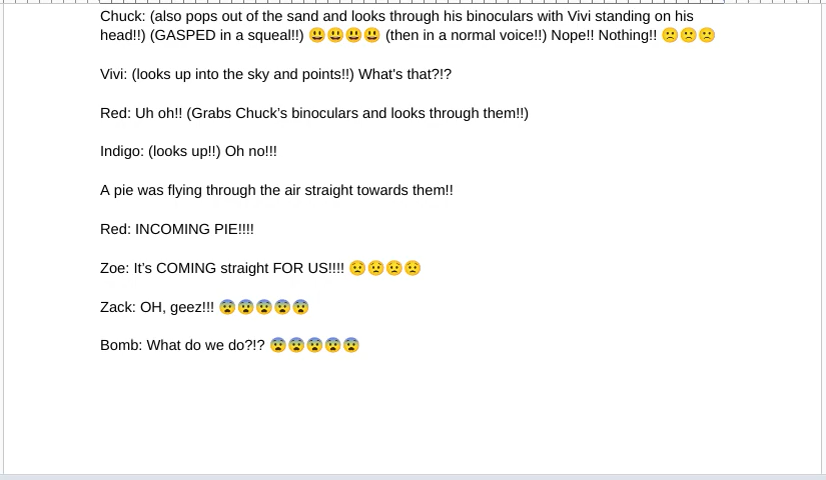 Chuck: (also pops out of the sand and looks through his binoculars with Vivi standing on his
head!!) (GASPED in a squeal!!) 😃😃😃😃 (then in a normal voice!!) Nope!! Nothing!! 🙁🙁🙁
Vivi: (looks up into the sky and points!!) What's that?!?
Red: Uh oh!! (Grabs Chuck’s binoculars and looks through them!!)
Indigo: (looks up!!) Oh no!!!
A pie was flying through the air straight towards them!!
Red: INCOMING PIE!!!!
Zoe: It’s COMING straight FOR US!!!! 😟😟😟😟
Zack: OH, geez!!! 😨😨😨😨😨
Bomb: What do we do?!? 😨😨😨😨😨